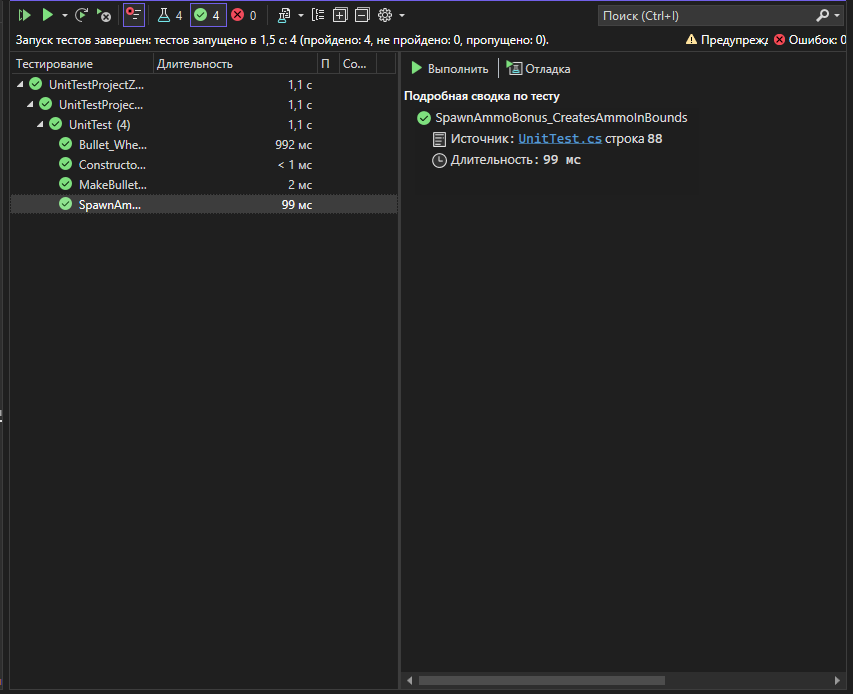 4 4 0 Поиск (Ctrl+I)
Запуск тестов завершен: тестов запущено в 1,5 с: 4 (пройдено: 4, не пройдено: 0, пропущено: 0). Предупрежд Ошибок: 0
Тестирование Длительность П Со...
UnitTestProjectZ... 1,1 с
UnitTestProjec... 1,1 с
UnitTest (4) 1,1 с
Bullet_Whe... 992 мс
Constructo... < 1 мс
MakeBullet... 2 мс
SpawnAm... 99 мс
Выполнить Отладка
Подробная сводка по тесту
SpawnAmmoBonus_CreatesAmmoInBounds
Источник: UnitTest.cs строка 88
Длительность: 99 мс